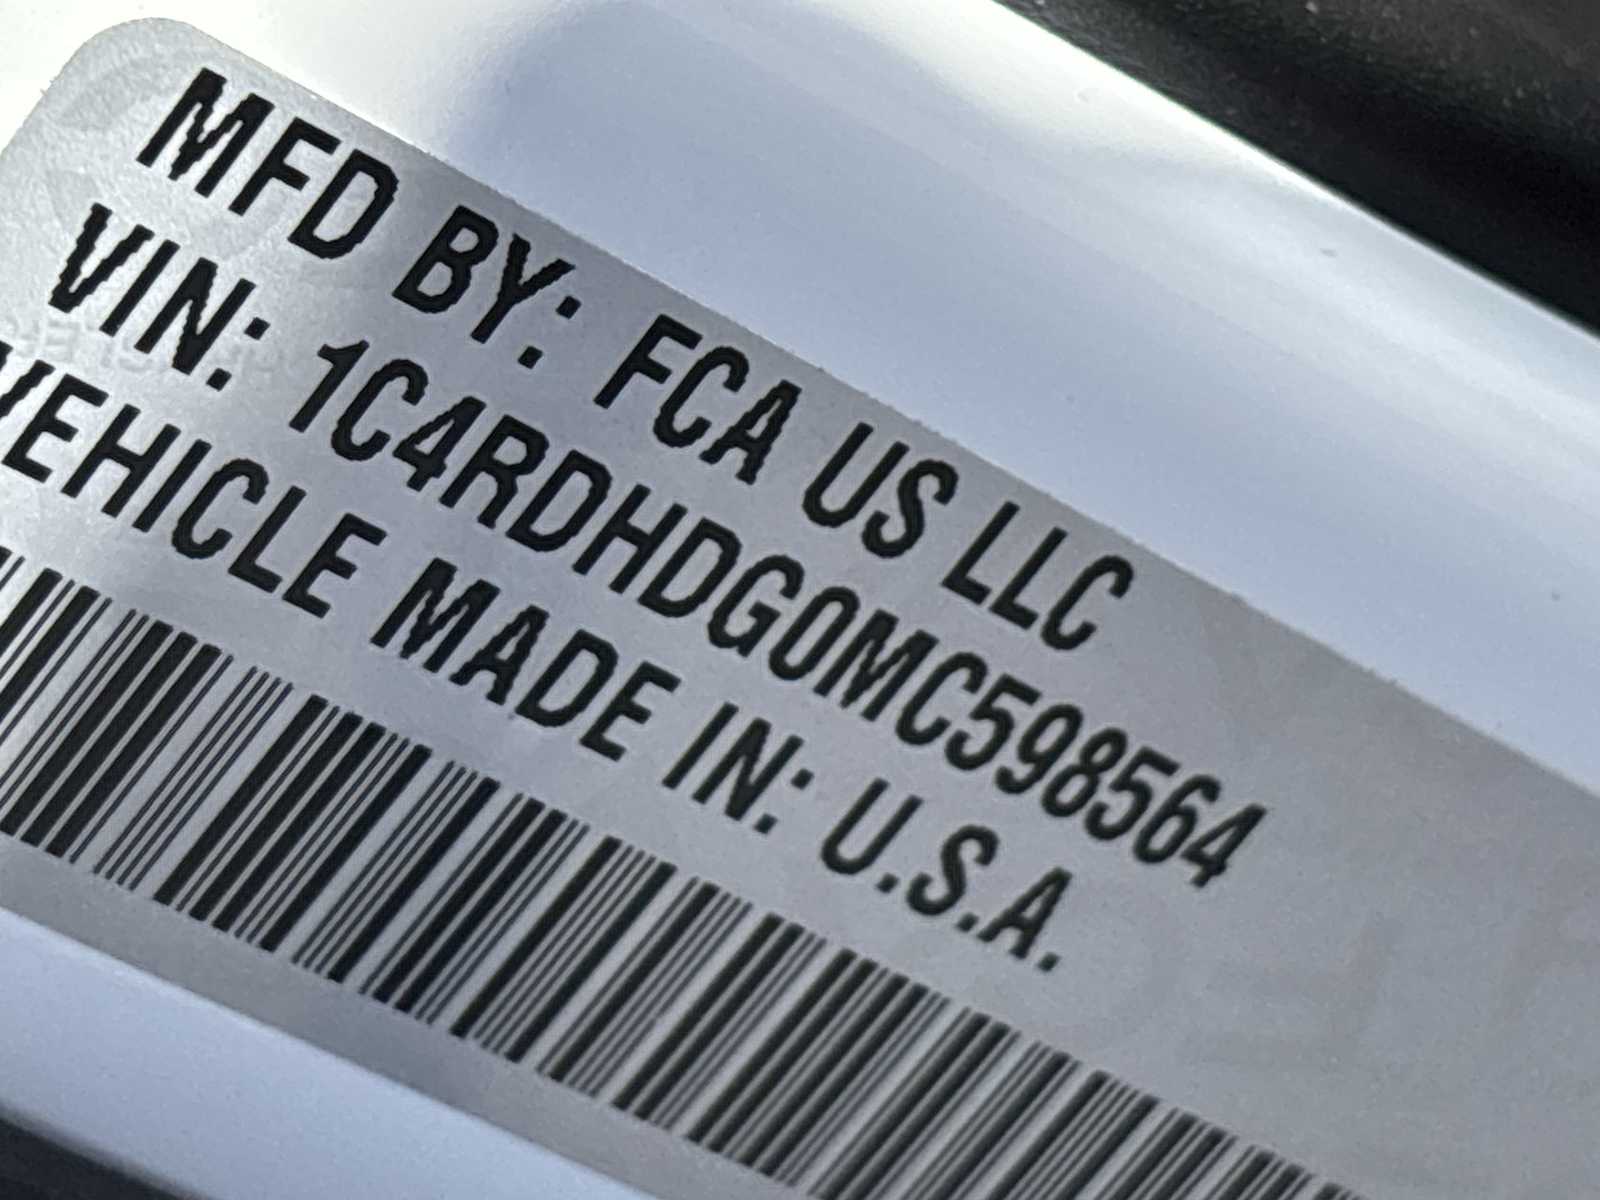 MFD BY: FCA US LLC
VIN: 1C4RDHDG0MC598564
VEHICLE MADE IN: U.S.A.